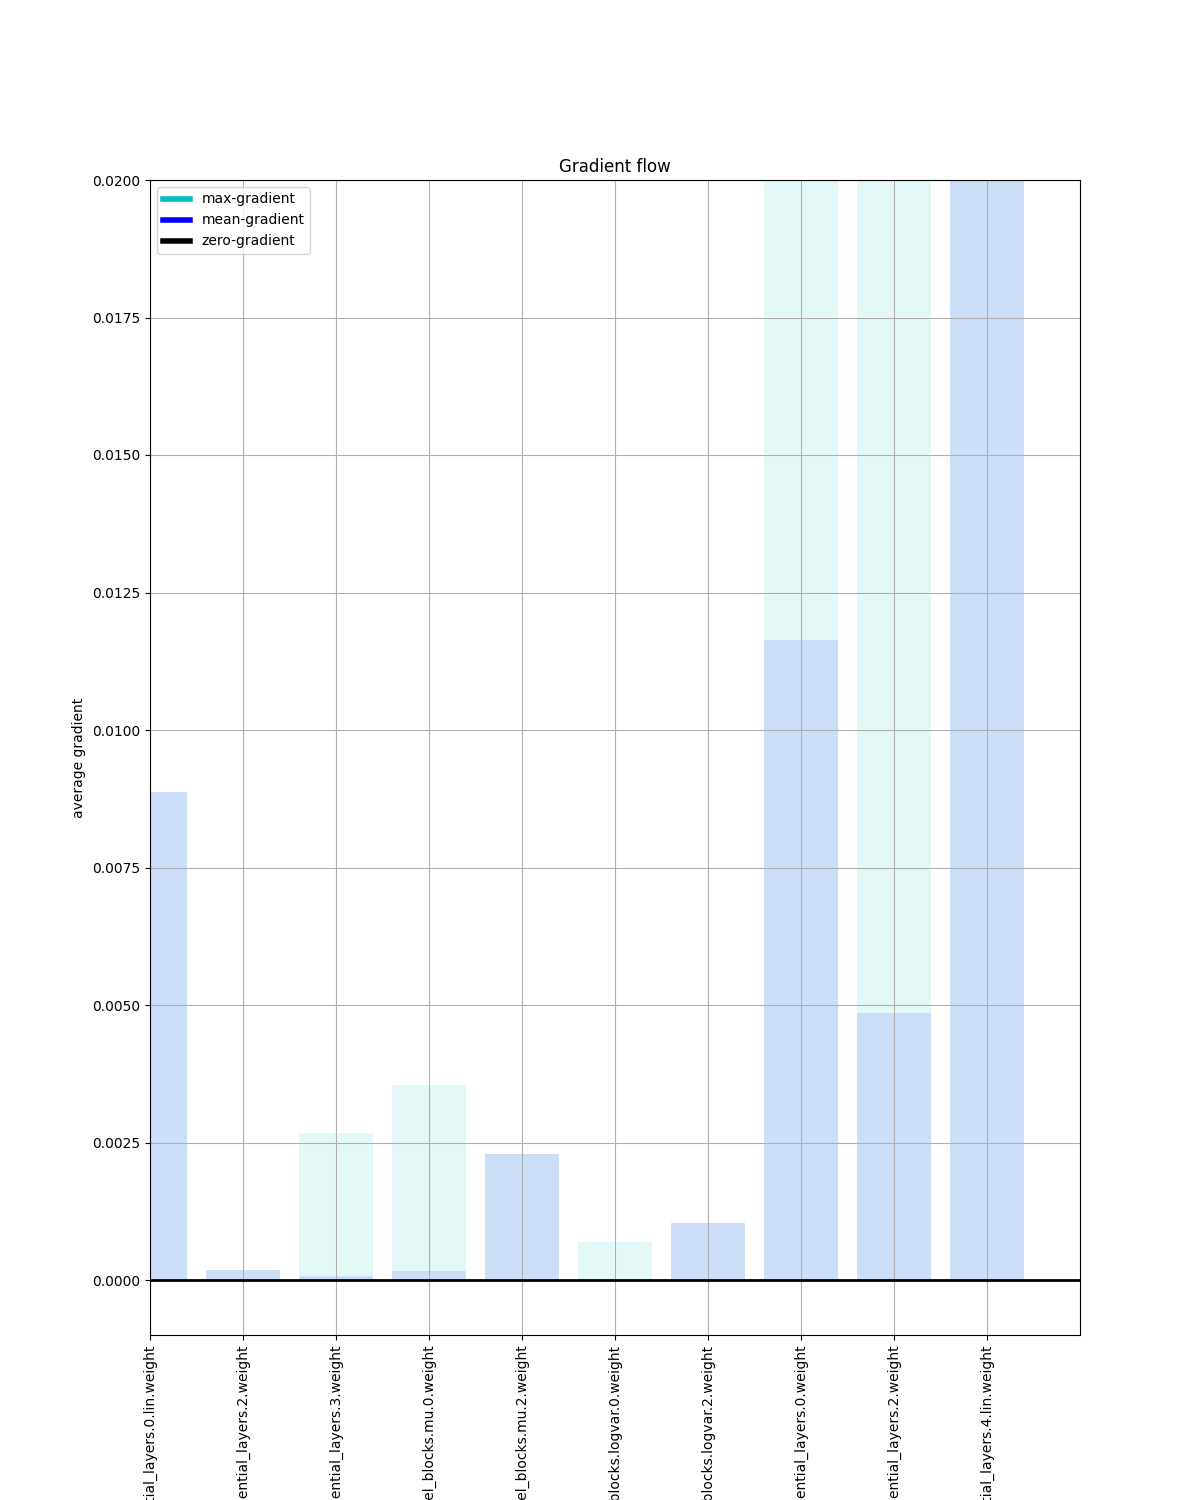 Gradient flow
max-gradient
mean-gradient
zero-gradient
0.0200
0.0175
0.0150
0.0125
0.0100
0.0075
0.0050
0.0025
0.0000
average gradient
tial_layers.0.lin.weight
ential_layers.2.weight
ential_layers.3.weight
el_blocks.mu.0.weight
el_blocks.mu.2.weight
blocks.logvar.0.weight
blocks.logvar.2.weight
ential_layers.0.weight
ential_layers.2.weight
tial_layers.4.lin.weight